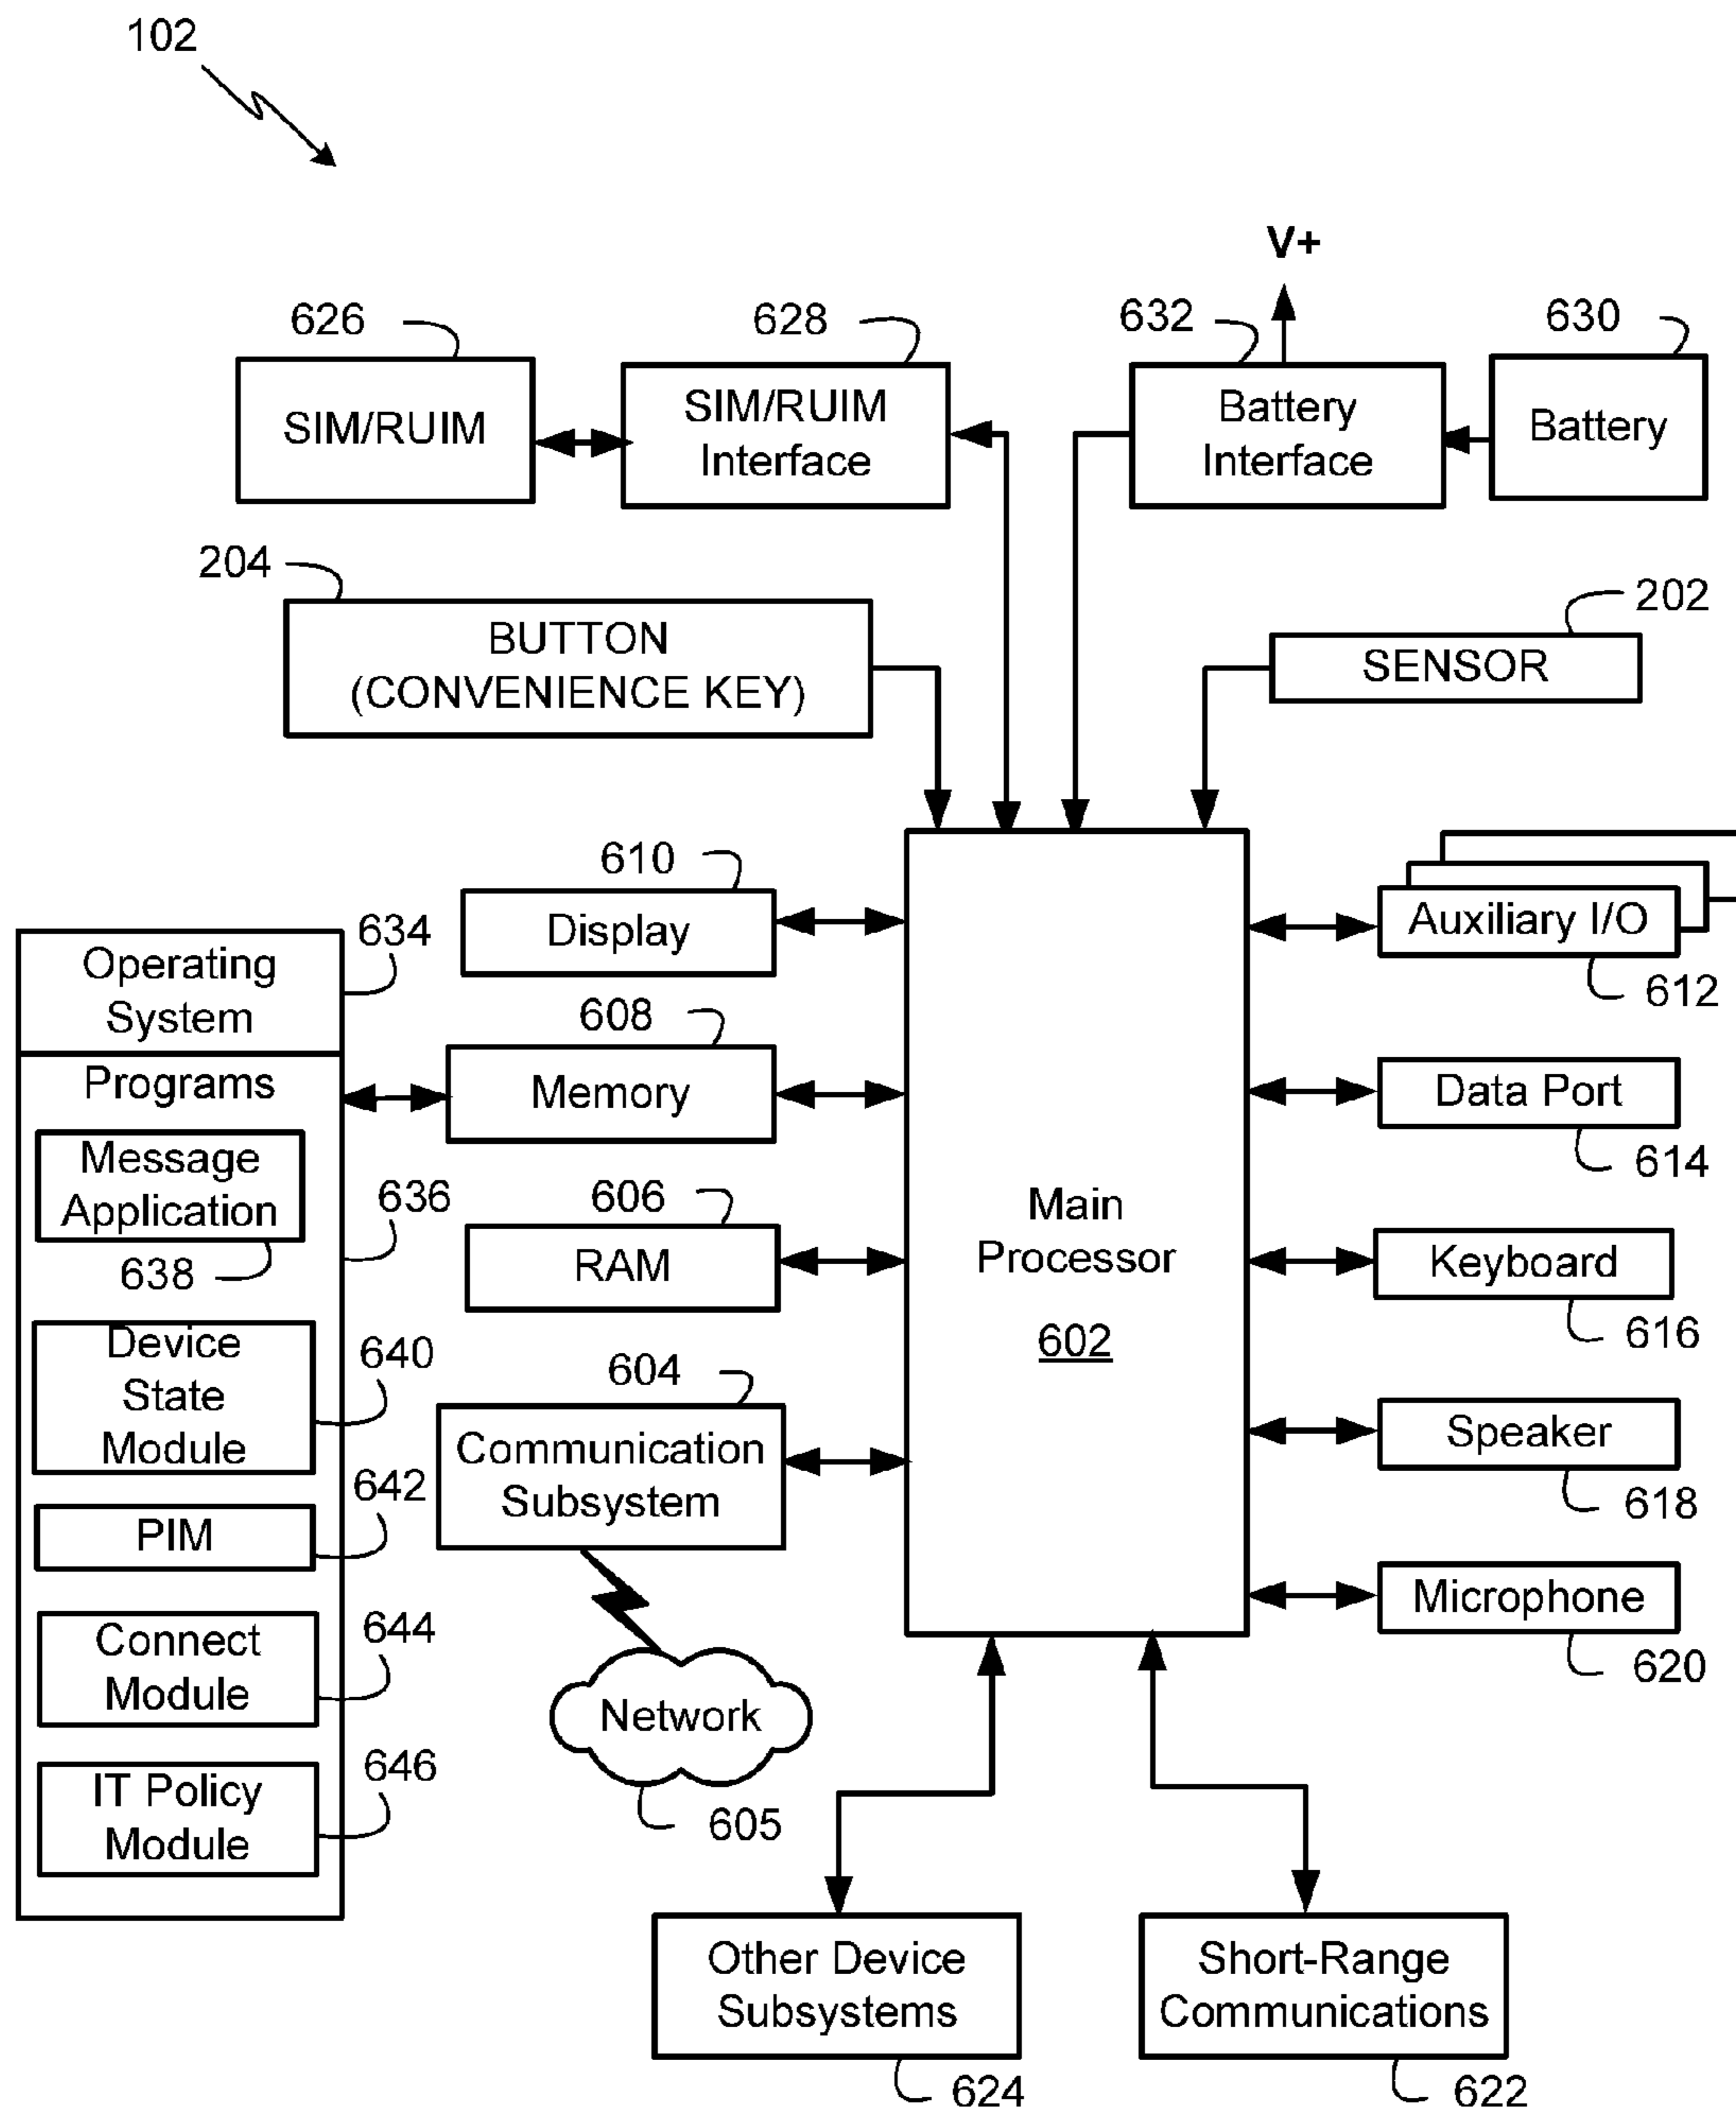 102
V+
626
628
632
630
SIM/RUIM
SIM/RUIM
Interface
Battery
Interface
Battery
204
BUTTON
(CONVENIENCE KEY)
202
SENSOR
610
Display
Auxiliary I/O
612
634
Operating
System
608
Memory
Programs
Data Port
614
Message
Application
638
636
606
RAM
Main
Processor
602
Keyboard
616
Device
State
Module
640
604
Communication
Subsystem
Speaker
618
642
PIM
Microphone
620
Connect
Module
644
Network
605
IT Policy
Module
646
Other Device
Subsystems
624
Short-Range
Communications
622